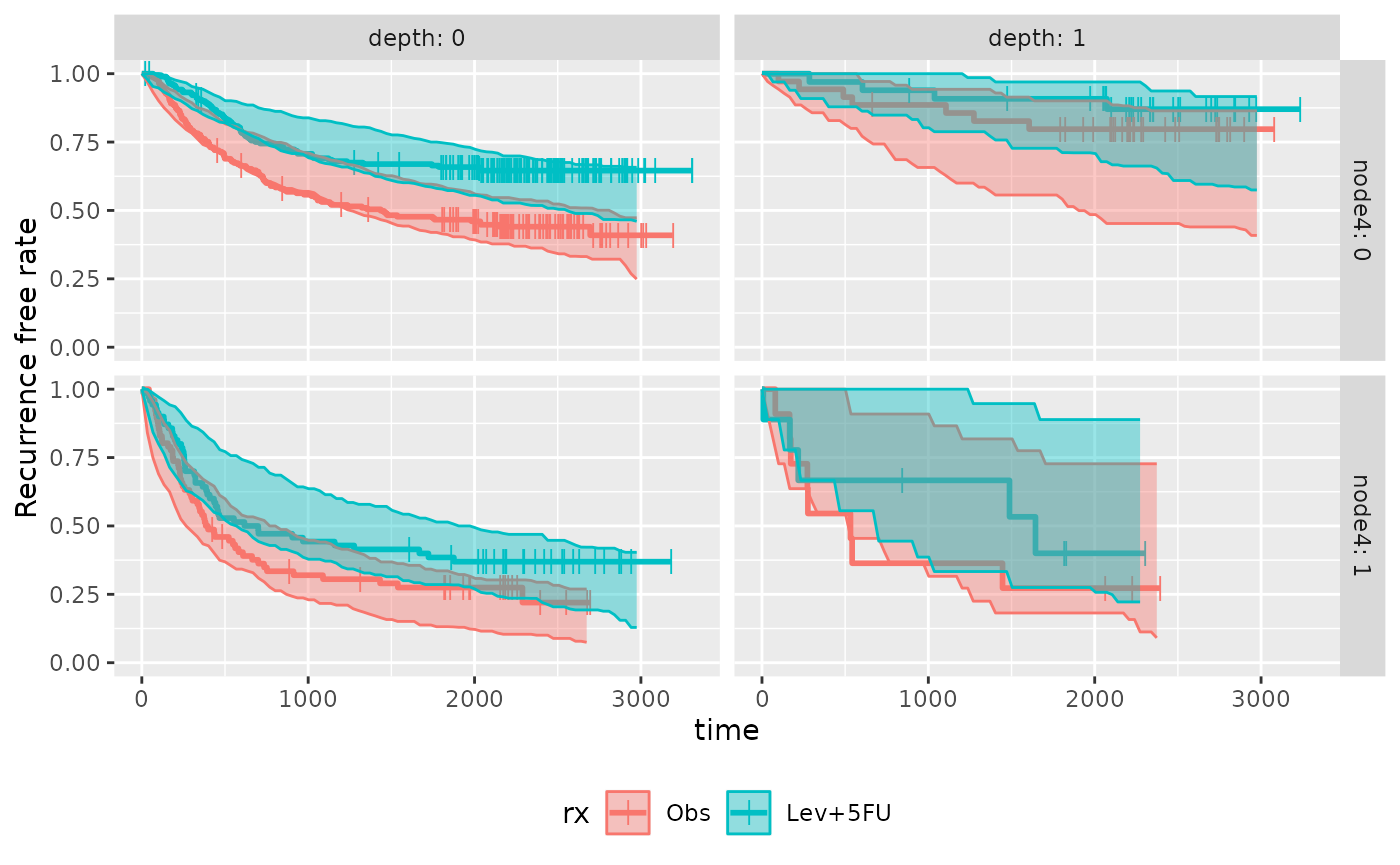 depth: 0
depth: 1
1.00
0.75
0.50
0.25
0.00
node4: 0
1.00
0.75
0.50
0.25
0.00
node4: 1
Recurrence free rate
0 1000 2000 3000
0 1000 2000 3000
time
rx Obs Lev+5FU